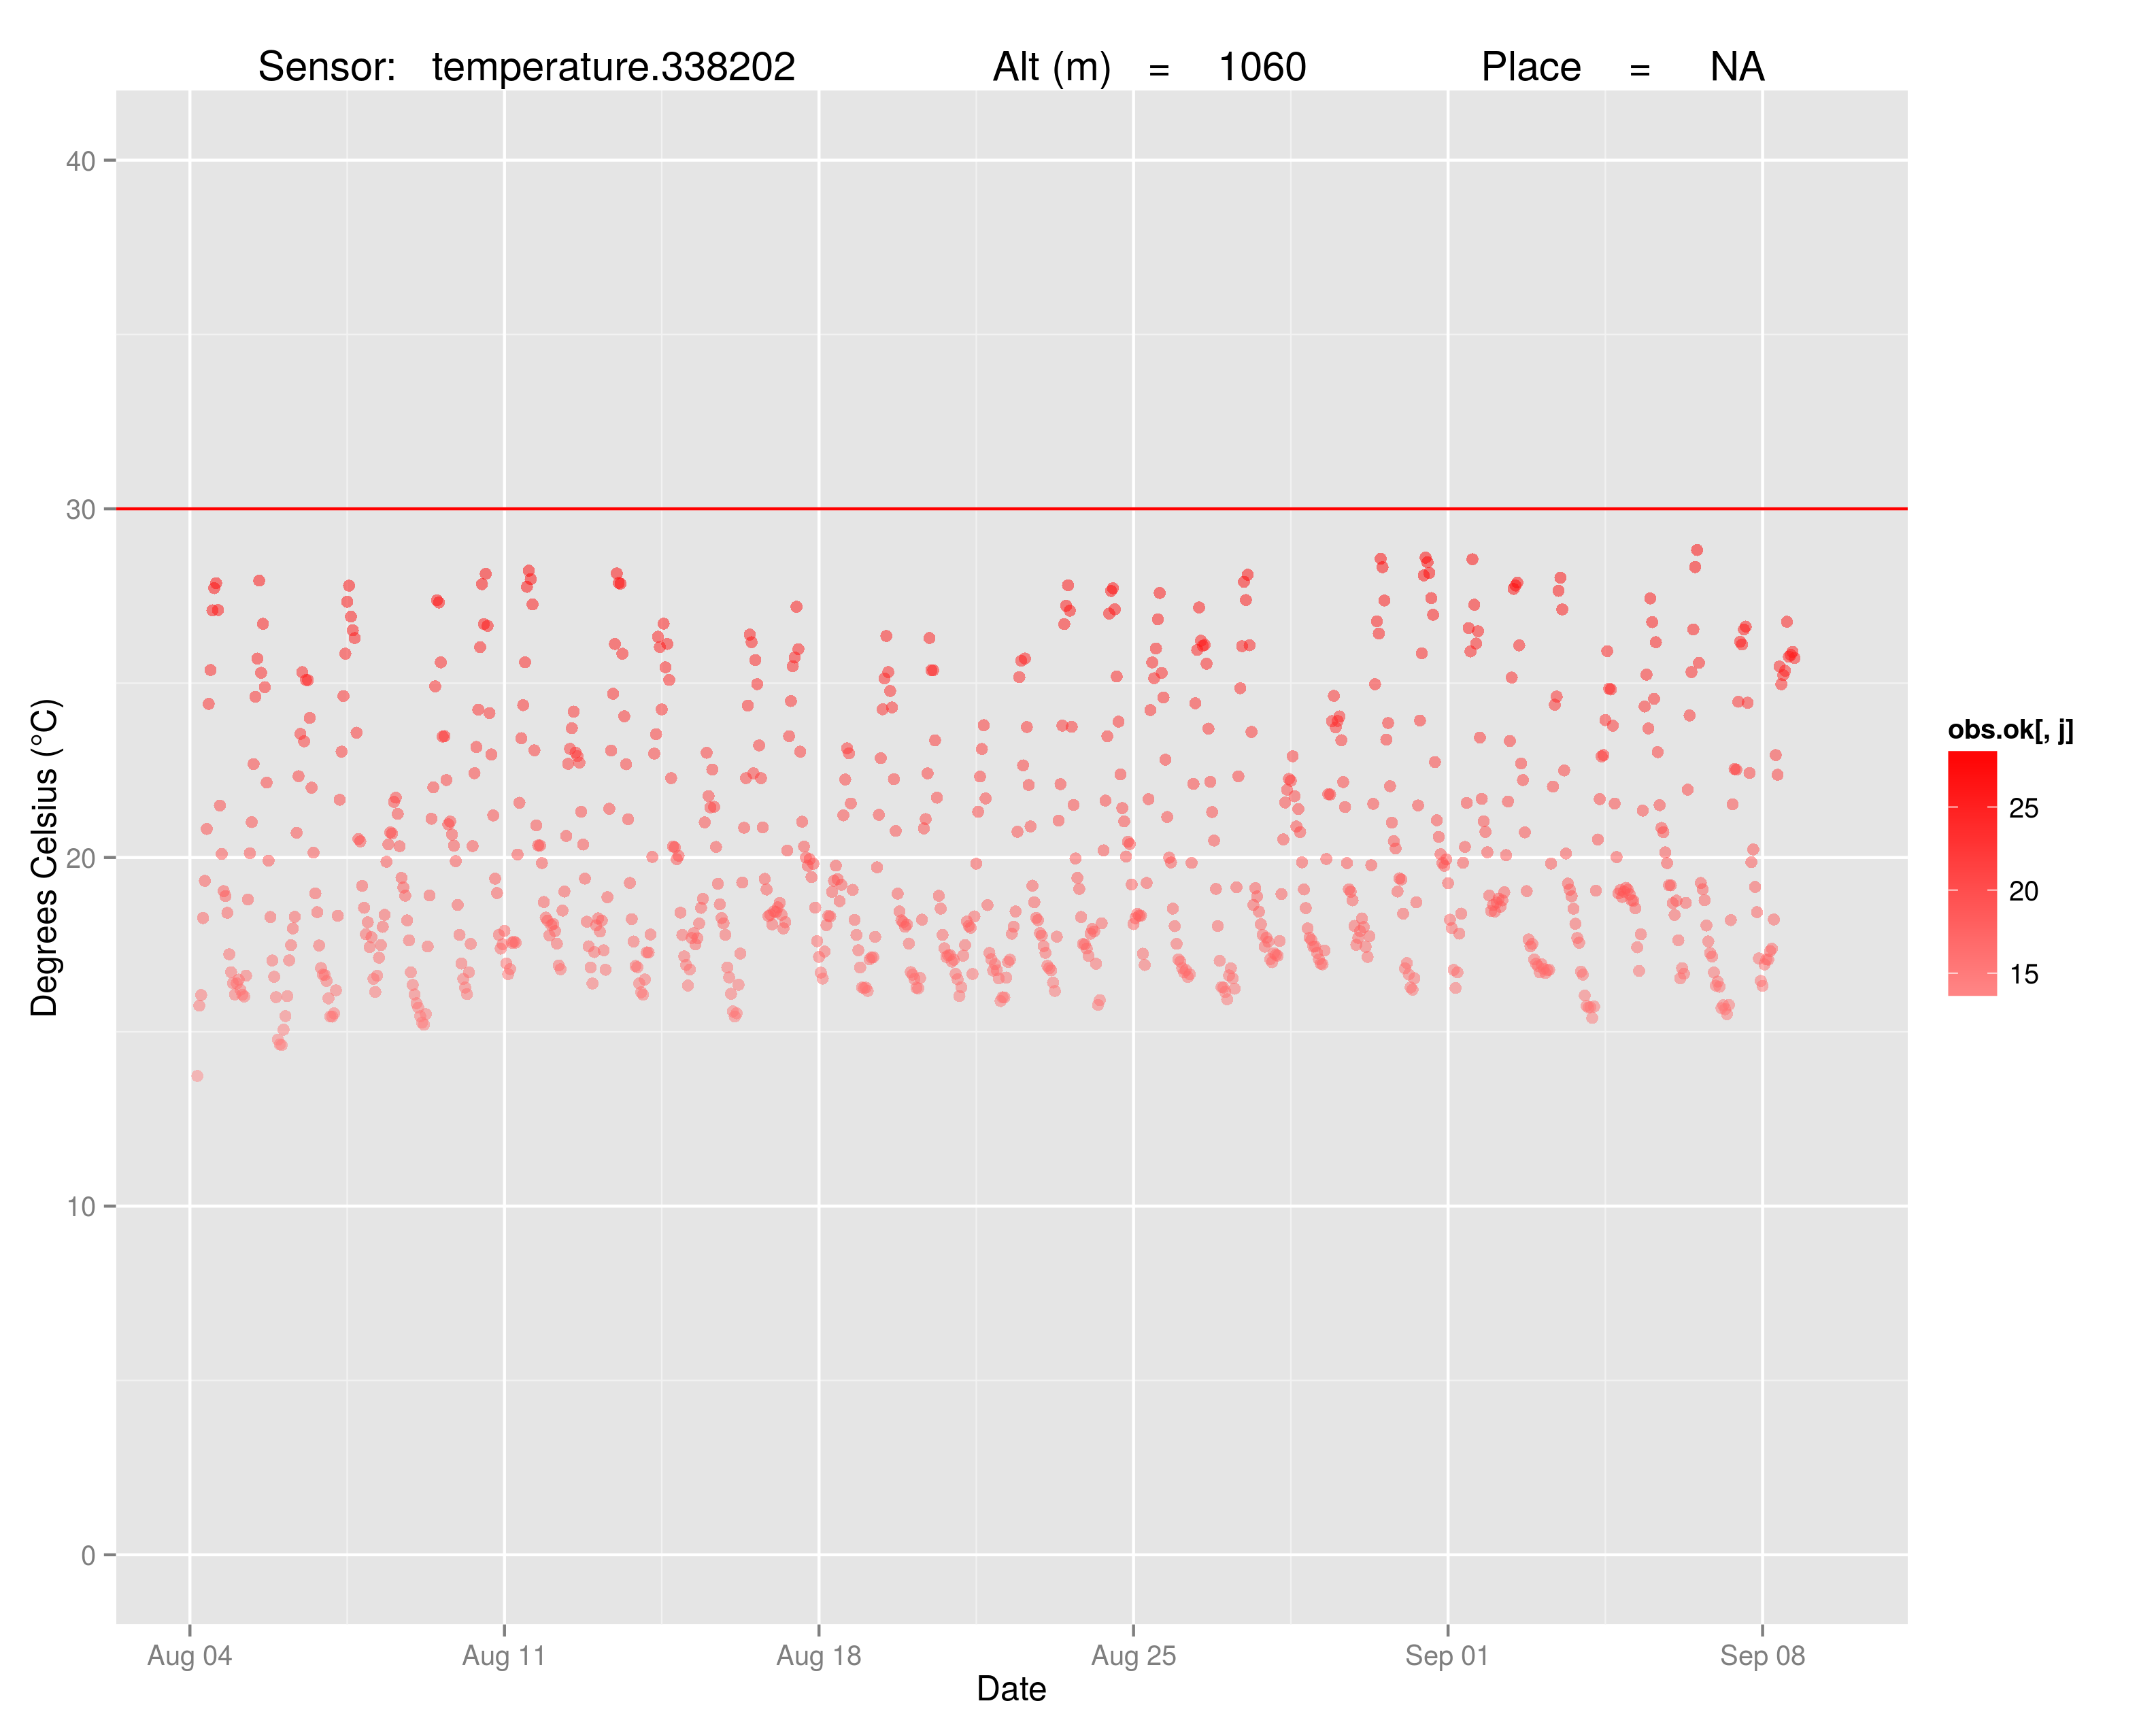 Sensor: temperature.338202 Alt (m) = 1060 Place = NA
Degrees Celsius (°C)
40
30
20
10
0
Aug 04 Aug 11 Aug 18 Aug 25 Sep 01 Sep 08
Date
obs.ok[, j]
25
20
15